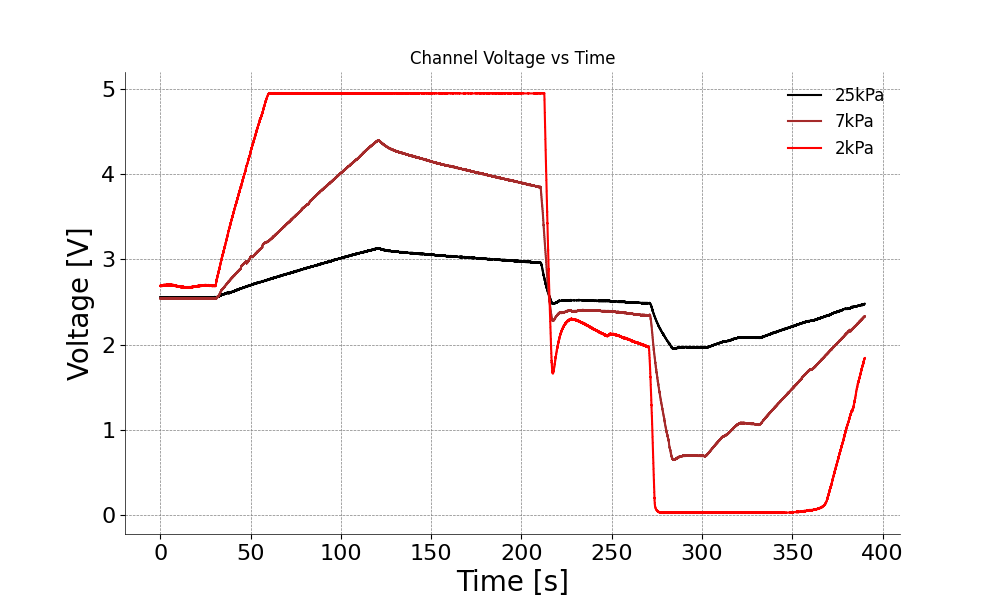 Channel Voltage vs Time
5
4
3
2
1
0
Voltage [V]
25kPa
7kPa
2kPa
0 50 100 150 200 250 300 350 400
Time [s]